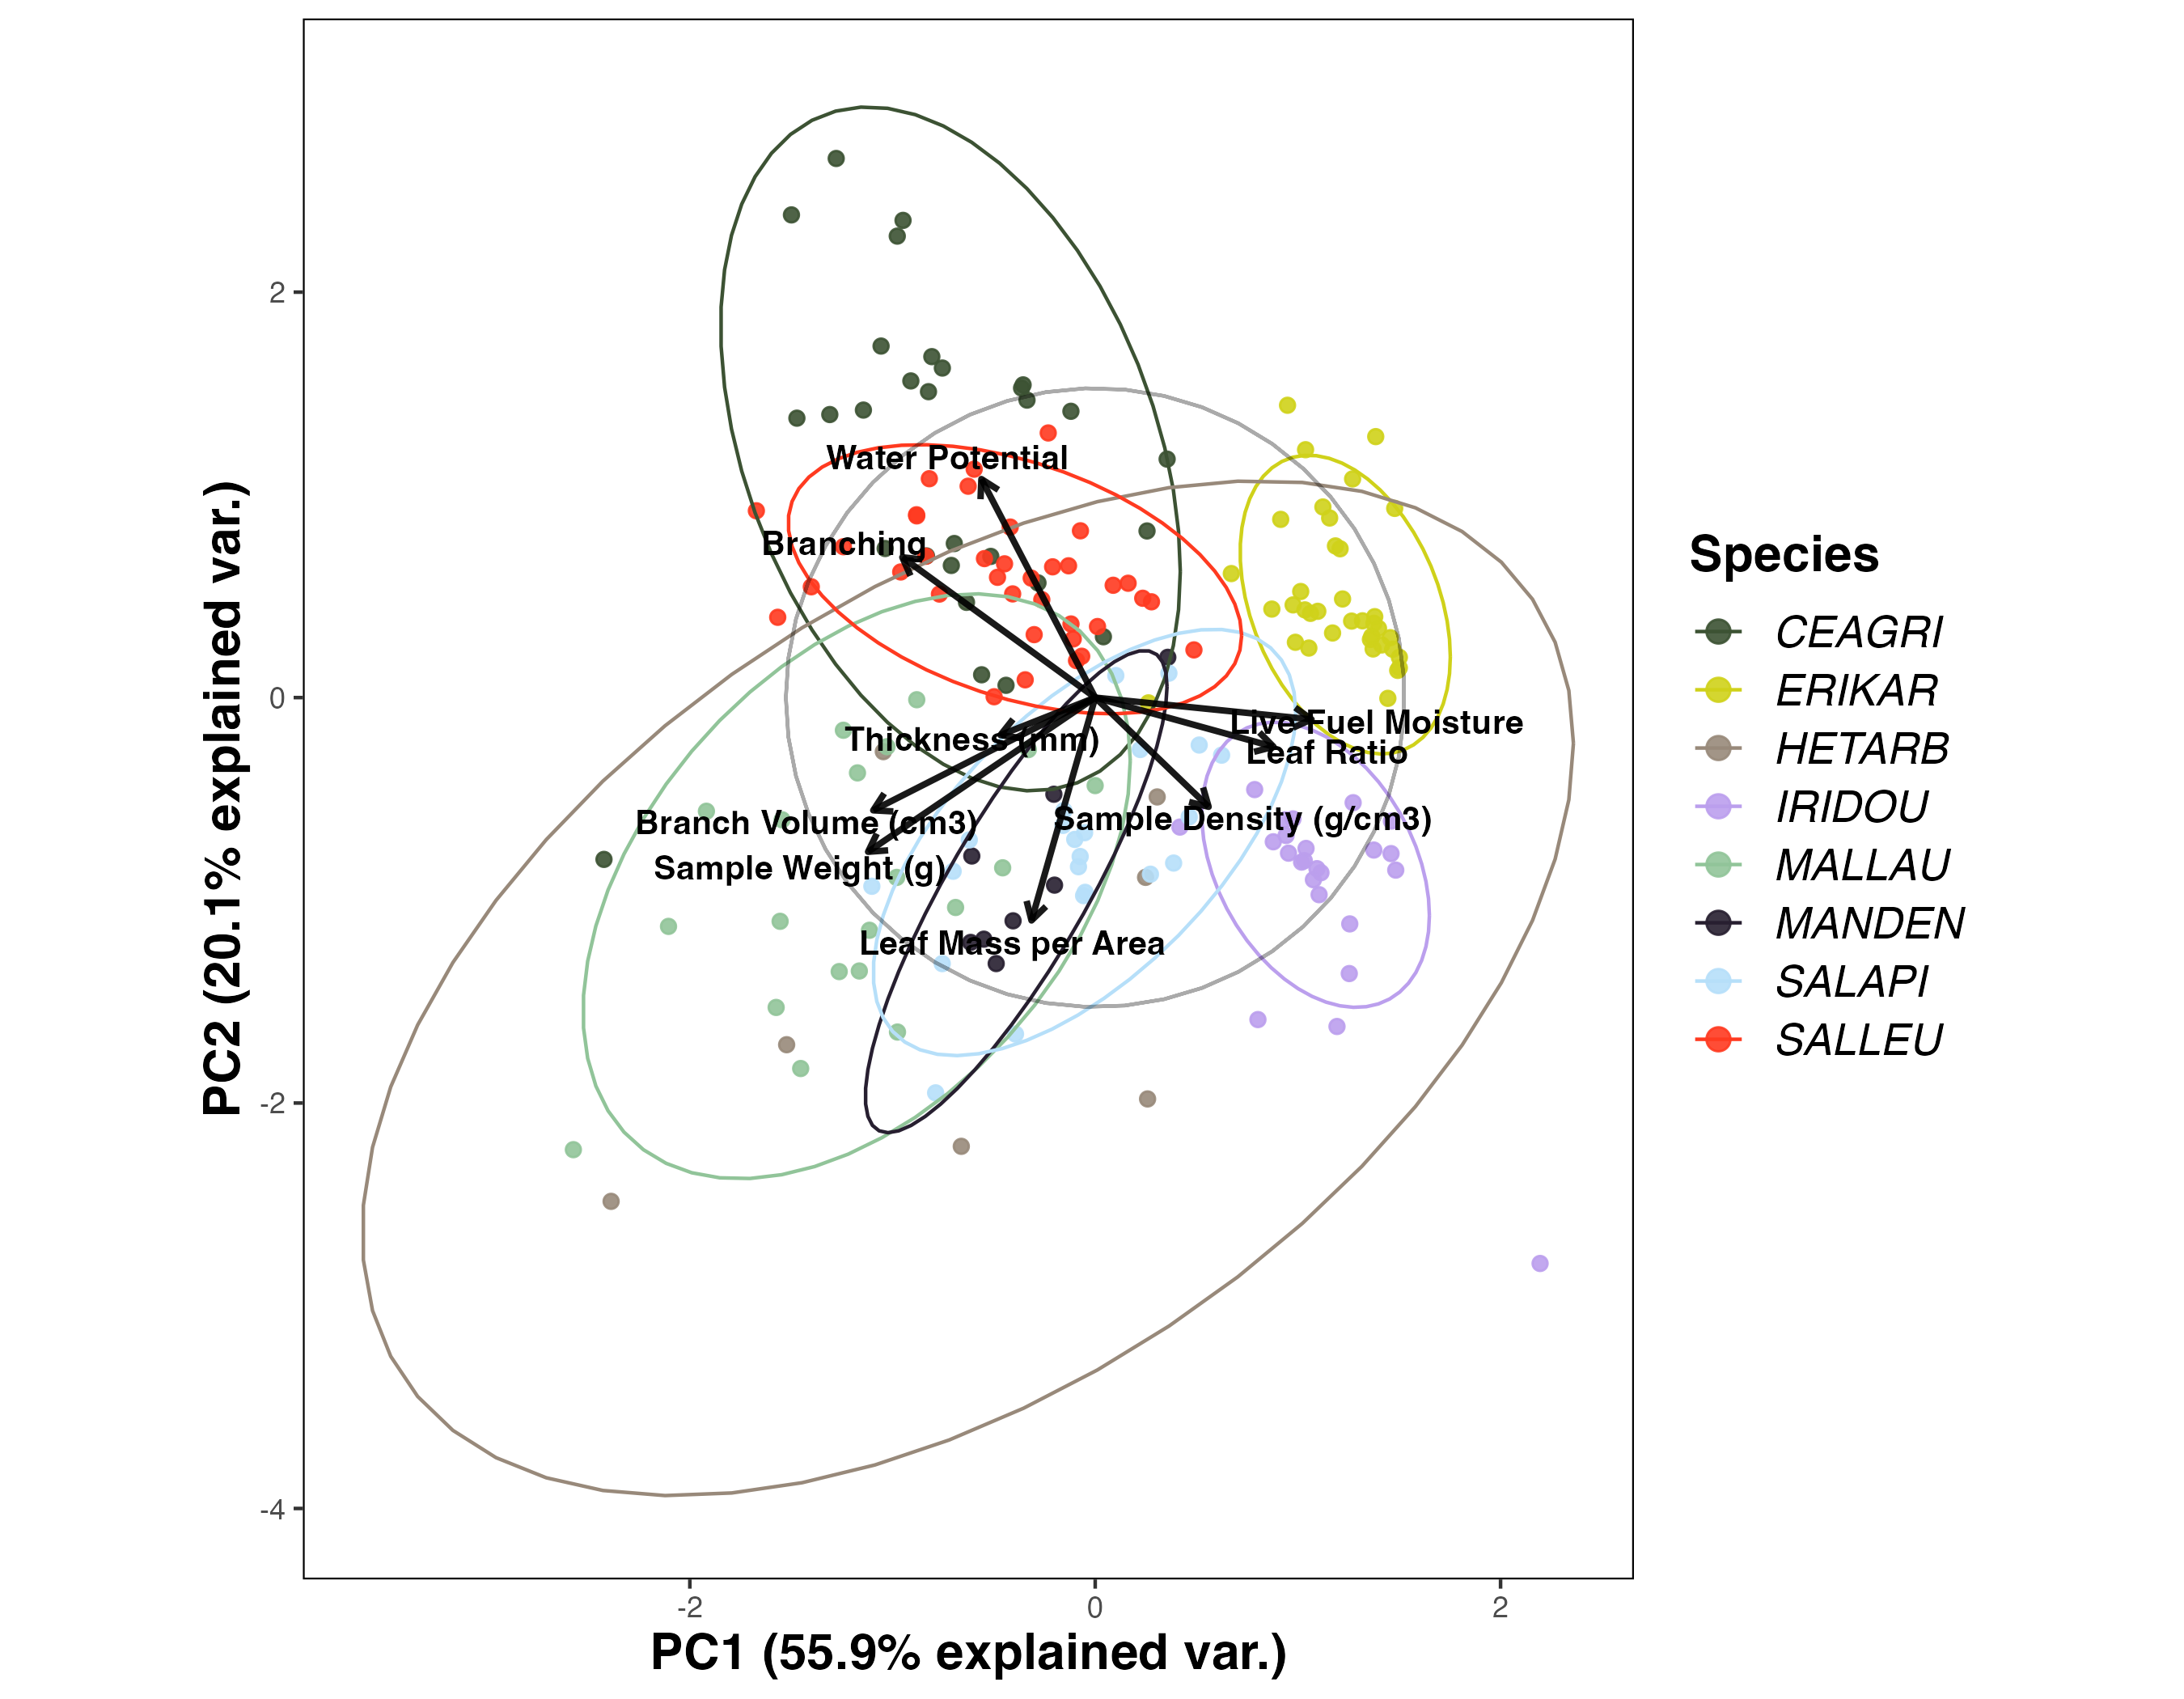 2
0
-2
-4
PC2 (20.1% explained var.)
Water Potential
Branching
Live Fuel Moisture
Thickness (mm)
Leaf Ratio
Branch Volume (cm3)
Sample Density (g/cm3)
Sample Weight (g)
Leaf Mass per Area
-2
0
2
PC1 (55.9% explained var.)
Species
CEAGRI
ERIKAR
HETARB
IRIDOU
MALLAU
MANDEN
SALAPI
SALLEU